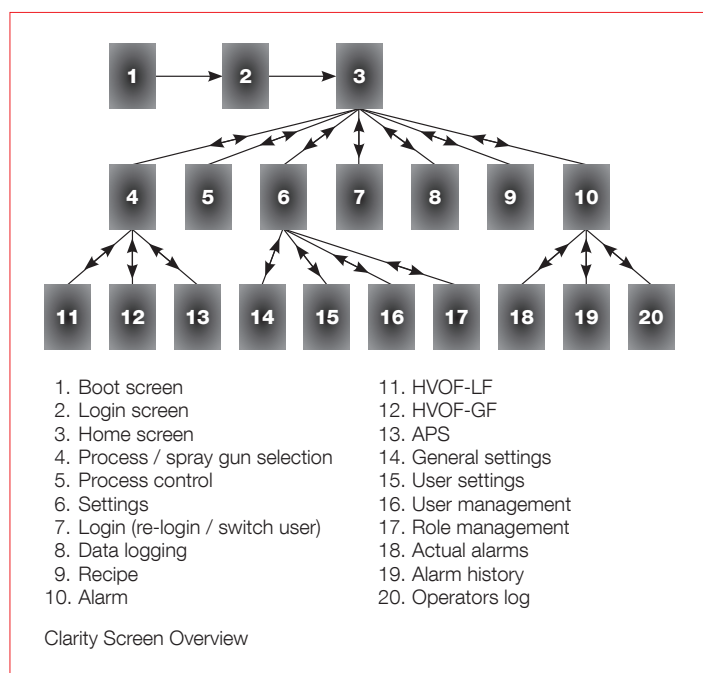 1 2 3
4 5 6 7 8 9 10
11 12 13 14 15 16 17 18 19 20
1. Boot screen
2. Login screen
3. Home screen
4. Process / spray gun selection
5. Process control
6. Settings
7. Login (re-login / switch user)
8. Data logging
9. Recipe
10. Alarm
11. HVOF-LF
12. HVOF-GF
13. APS
14. General settings
15. User settings
16. User management
17. Role management
18. Actual alarms
19. Alarm history
20. Operators log
Clarity Screen Overview